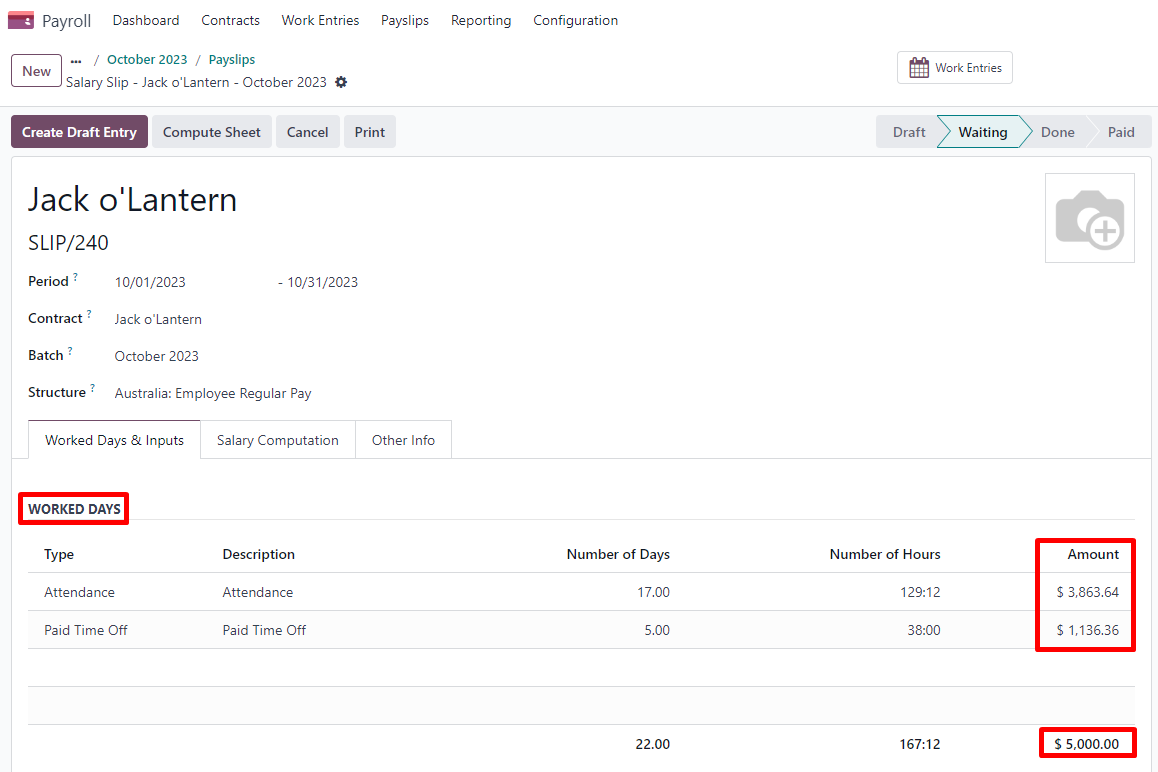 Payroll Dashboard Contracts Work Entries Payslips Reporting Configuration
New ... / October 2023 / Payslips
Salary Slip - Jack o'Lantern - October 2023
Work Entries
Create Draft Entry Compute Sheet Cancel Print Draft Waiting Done Paid
Jack o'Lantern
SLIP/240
Period ? 10/01/2023 - 10/31/2023
Contract ? Jack o'Lantern
Batch ? October 2023
Structure ? Australia: Employee Regular Pay
Worked Days & Inputs Salary Computation Other Info
WORKED DAYS
Type Description Number of Days Number of Hours Amount
Attendance Attendance 17.00 129:12 $ 3,863.64
Paid Time Off Paid Time Off 5.00 38:00 $ 1,136.36
22.00 167:12 $ 5,000.00